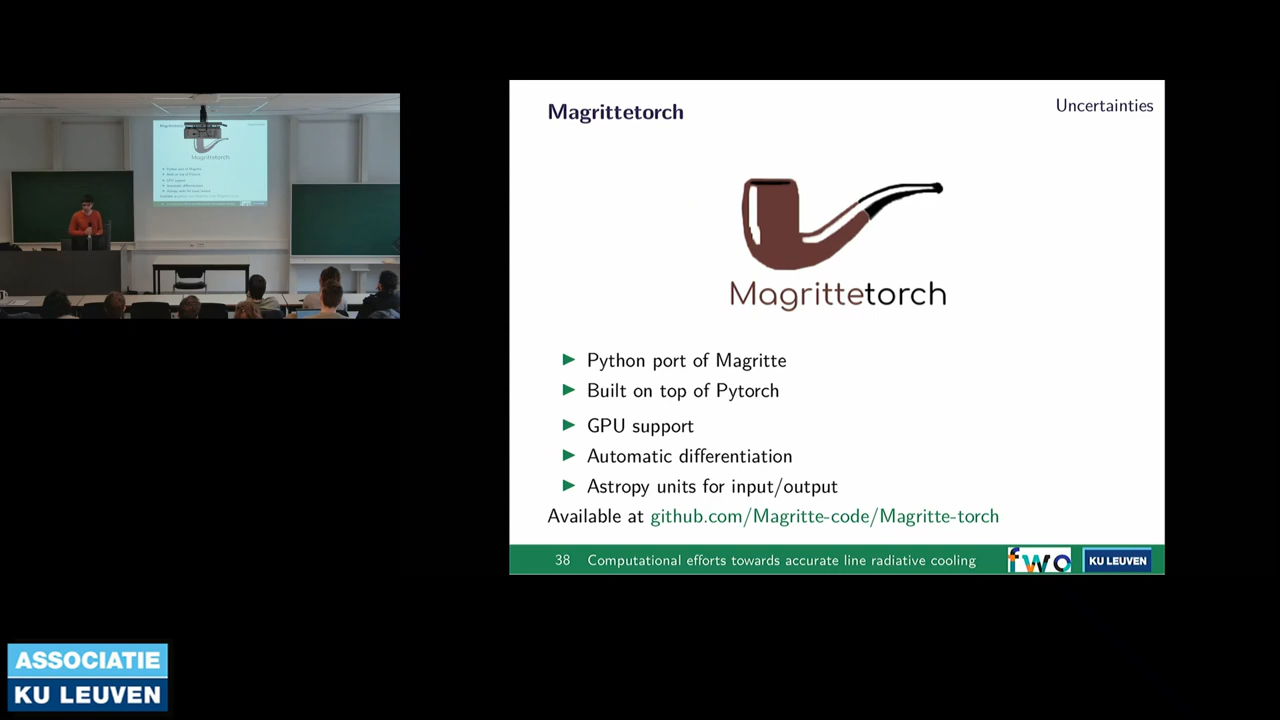 Magrittetorch
Uncertainties
Magrittetorch
Python port of Magritte
Built on top of Pytorch
GPU support
Automatic differentiation
Astropy units for input/output
Available at github.com/Magritte-code/Magritte-torch
38 Computational efforts towards accurate line radiative cooling
fwo
KU LEUVEN
ASSOCIATIE
KU LEUVEN